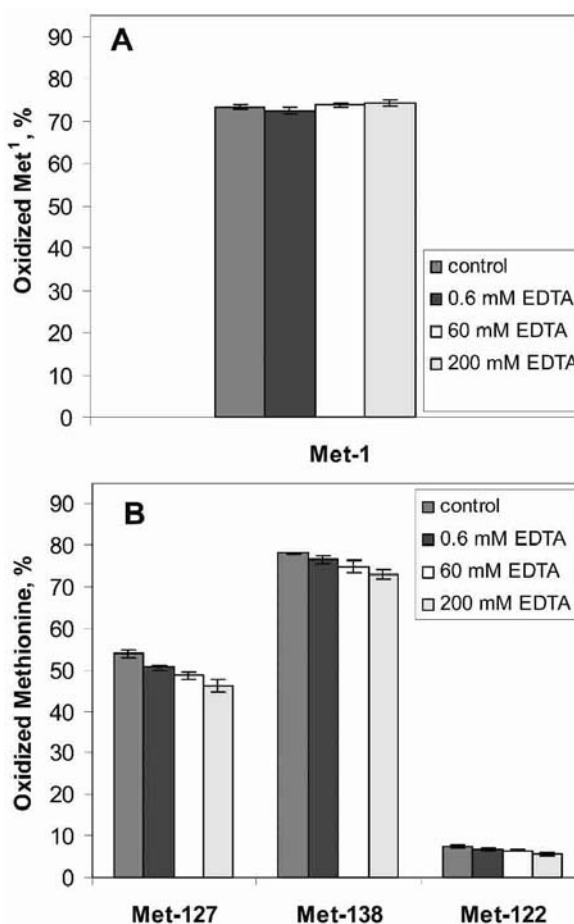 A
90
80
70
60
50
40
30
20
10
0
Oxidized Met¹, %
control
0.6 mM EDTA
60 mM EDTA
200 mM EDTA
Met-1
B
90
80
70
60
50
40
30
20
10
0
Oxidized Methionine, %
control
0.6 mM EDTA
60 mM EDTA
200 mM EDTA
Met-127 Met-138 Met-122